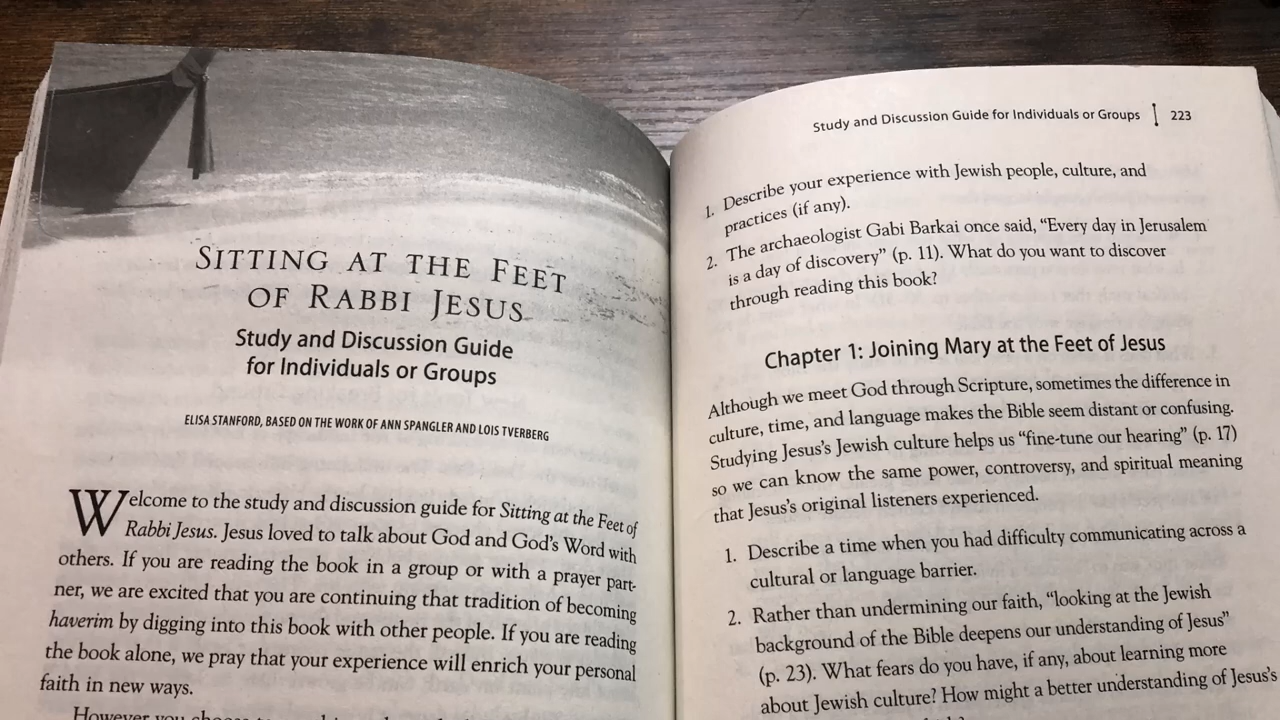 SITTING AT THE FEET
OF RABBI JESUS
Study and Discussion Guide
for Individuals or Groups
ELISA STANFORD, BASED ON THE WORK OF ANN SPANGLER AND LOIS TVERBERG
Welcome to the study and discussion guide for Sitting at the Feet of
Rabbi Jesus. Jesus loved to talk about God and God's Word with
others. If you are reading the book in a group or with a prayer part-
ner, we are excited that you are continuing that tradition of becoming
haverim by digging into this book with other people. If you are reading
the book alone, we pray that your experience will enrich your personal
faith in new ways.
However you choose to
Study and Discussion Guide for Individuals or Groups 223
1. Describe your experience with Jewish people, culture, and
practices (if any).
2. The archaeologist Gabi Barkai once said, “Every day in Jerusalem
is a day of discovery” (p. 11). What do you want to discover
through reading this book?
Chapter 1: Joining Mary at the Feet of Jesus
Although we meet God through Scripture, sometimes the difference in
culture, time, and language makes the Bible seem distant or confusing.
Studying Jesus's Jewish culture helps us “fine-tune our hearing” (p. 17)
so we can know the same power, controversy, and spiritual meaning
that Jesus's original listeners experienced.
1. Describe a time when you had difficulty communicating across a
cultural or language barrier.
2. Rather than undermining our faith, “looking at the Jewish
background of the Bible deepens our understanding of Jesus”
(p. 23). What fears do you have, if any, about learning more
about Jewish culture? How might a better understanding of Jesus's